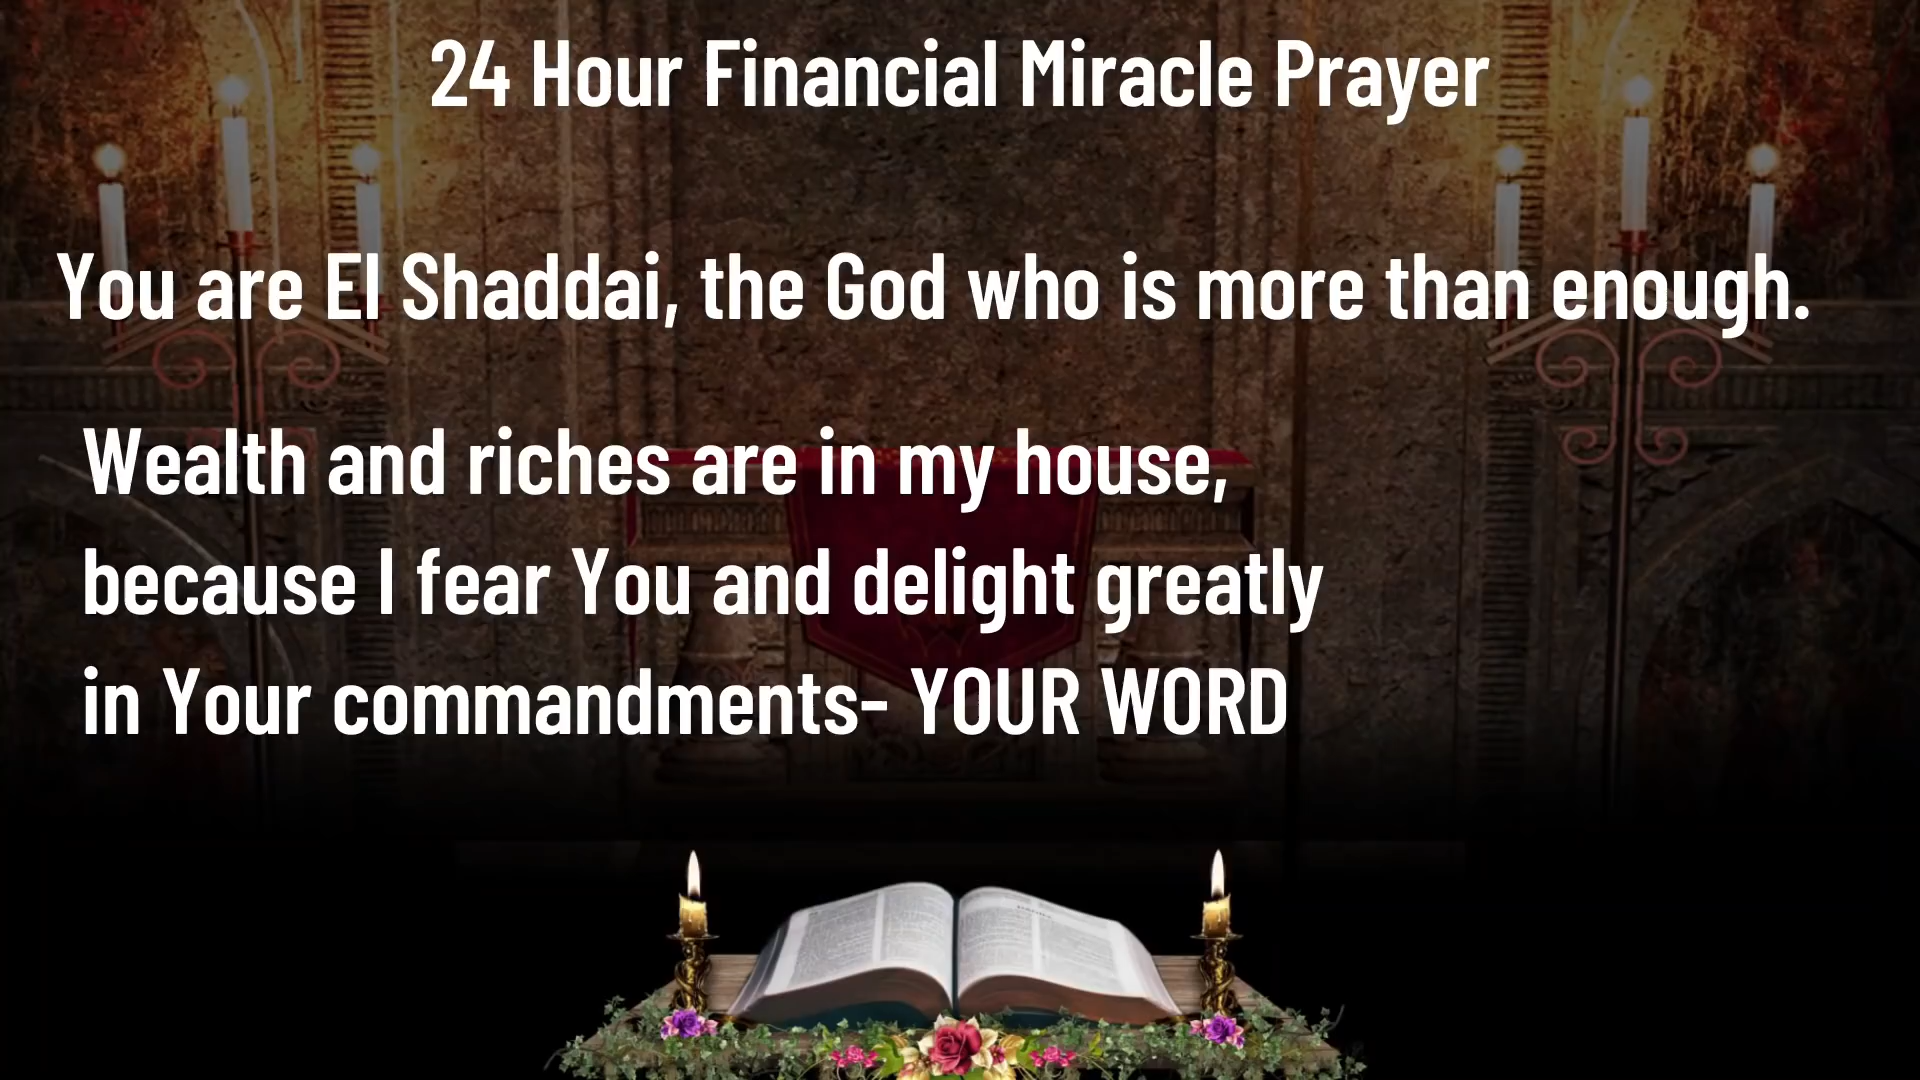 24 Hour Financial Miracle Prayer
You are El Shaddai, the God who is more than enough.
Wealth and riches are in my house,
because I fear You and delight greatly
in Your commandments- YOUR WORD